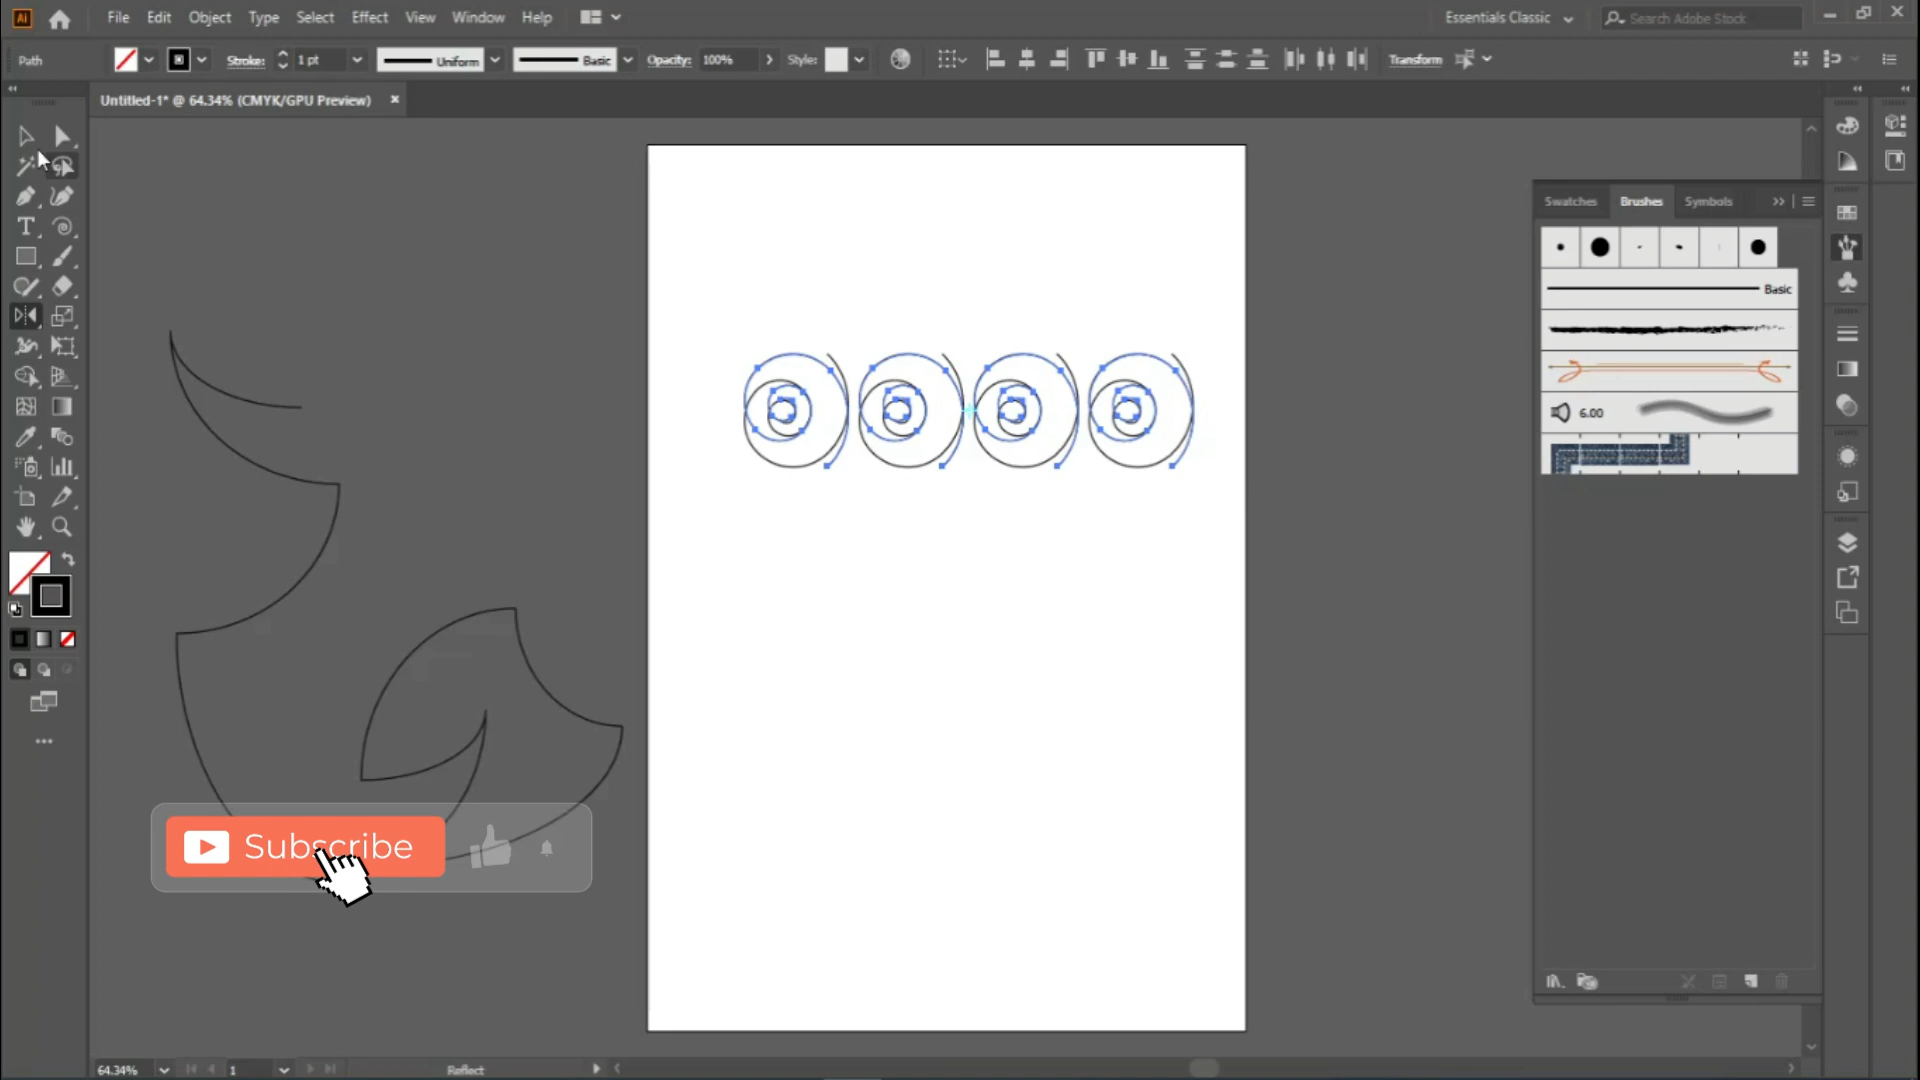 Ai File Edit Object Type Select Effect View Window Help Essentials Classic Search Adobe Stock
Path Stroke: 1 pt Uniform Basic Opacity: 100% Style: Transform
Untitled-1* @ 64.34% (CMYK/GPU Preview)
Swatches Brushes Symbols
Basic
6.00
Subscribe
64.34% 1 Reflect